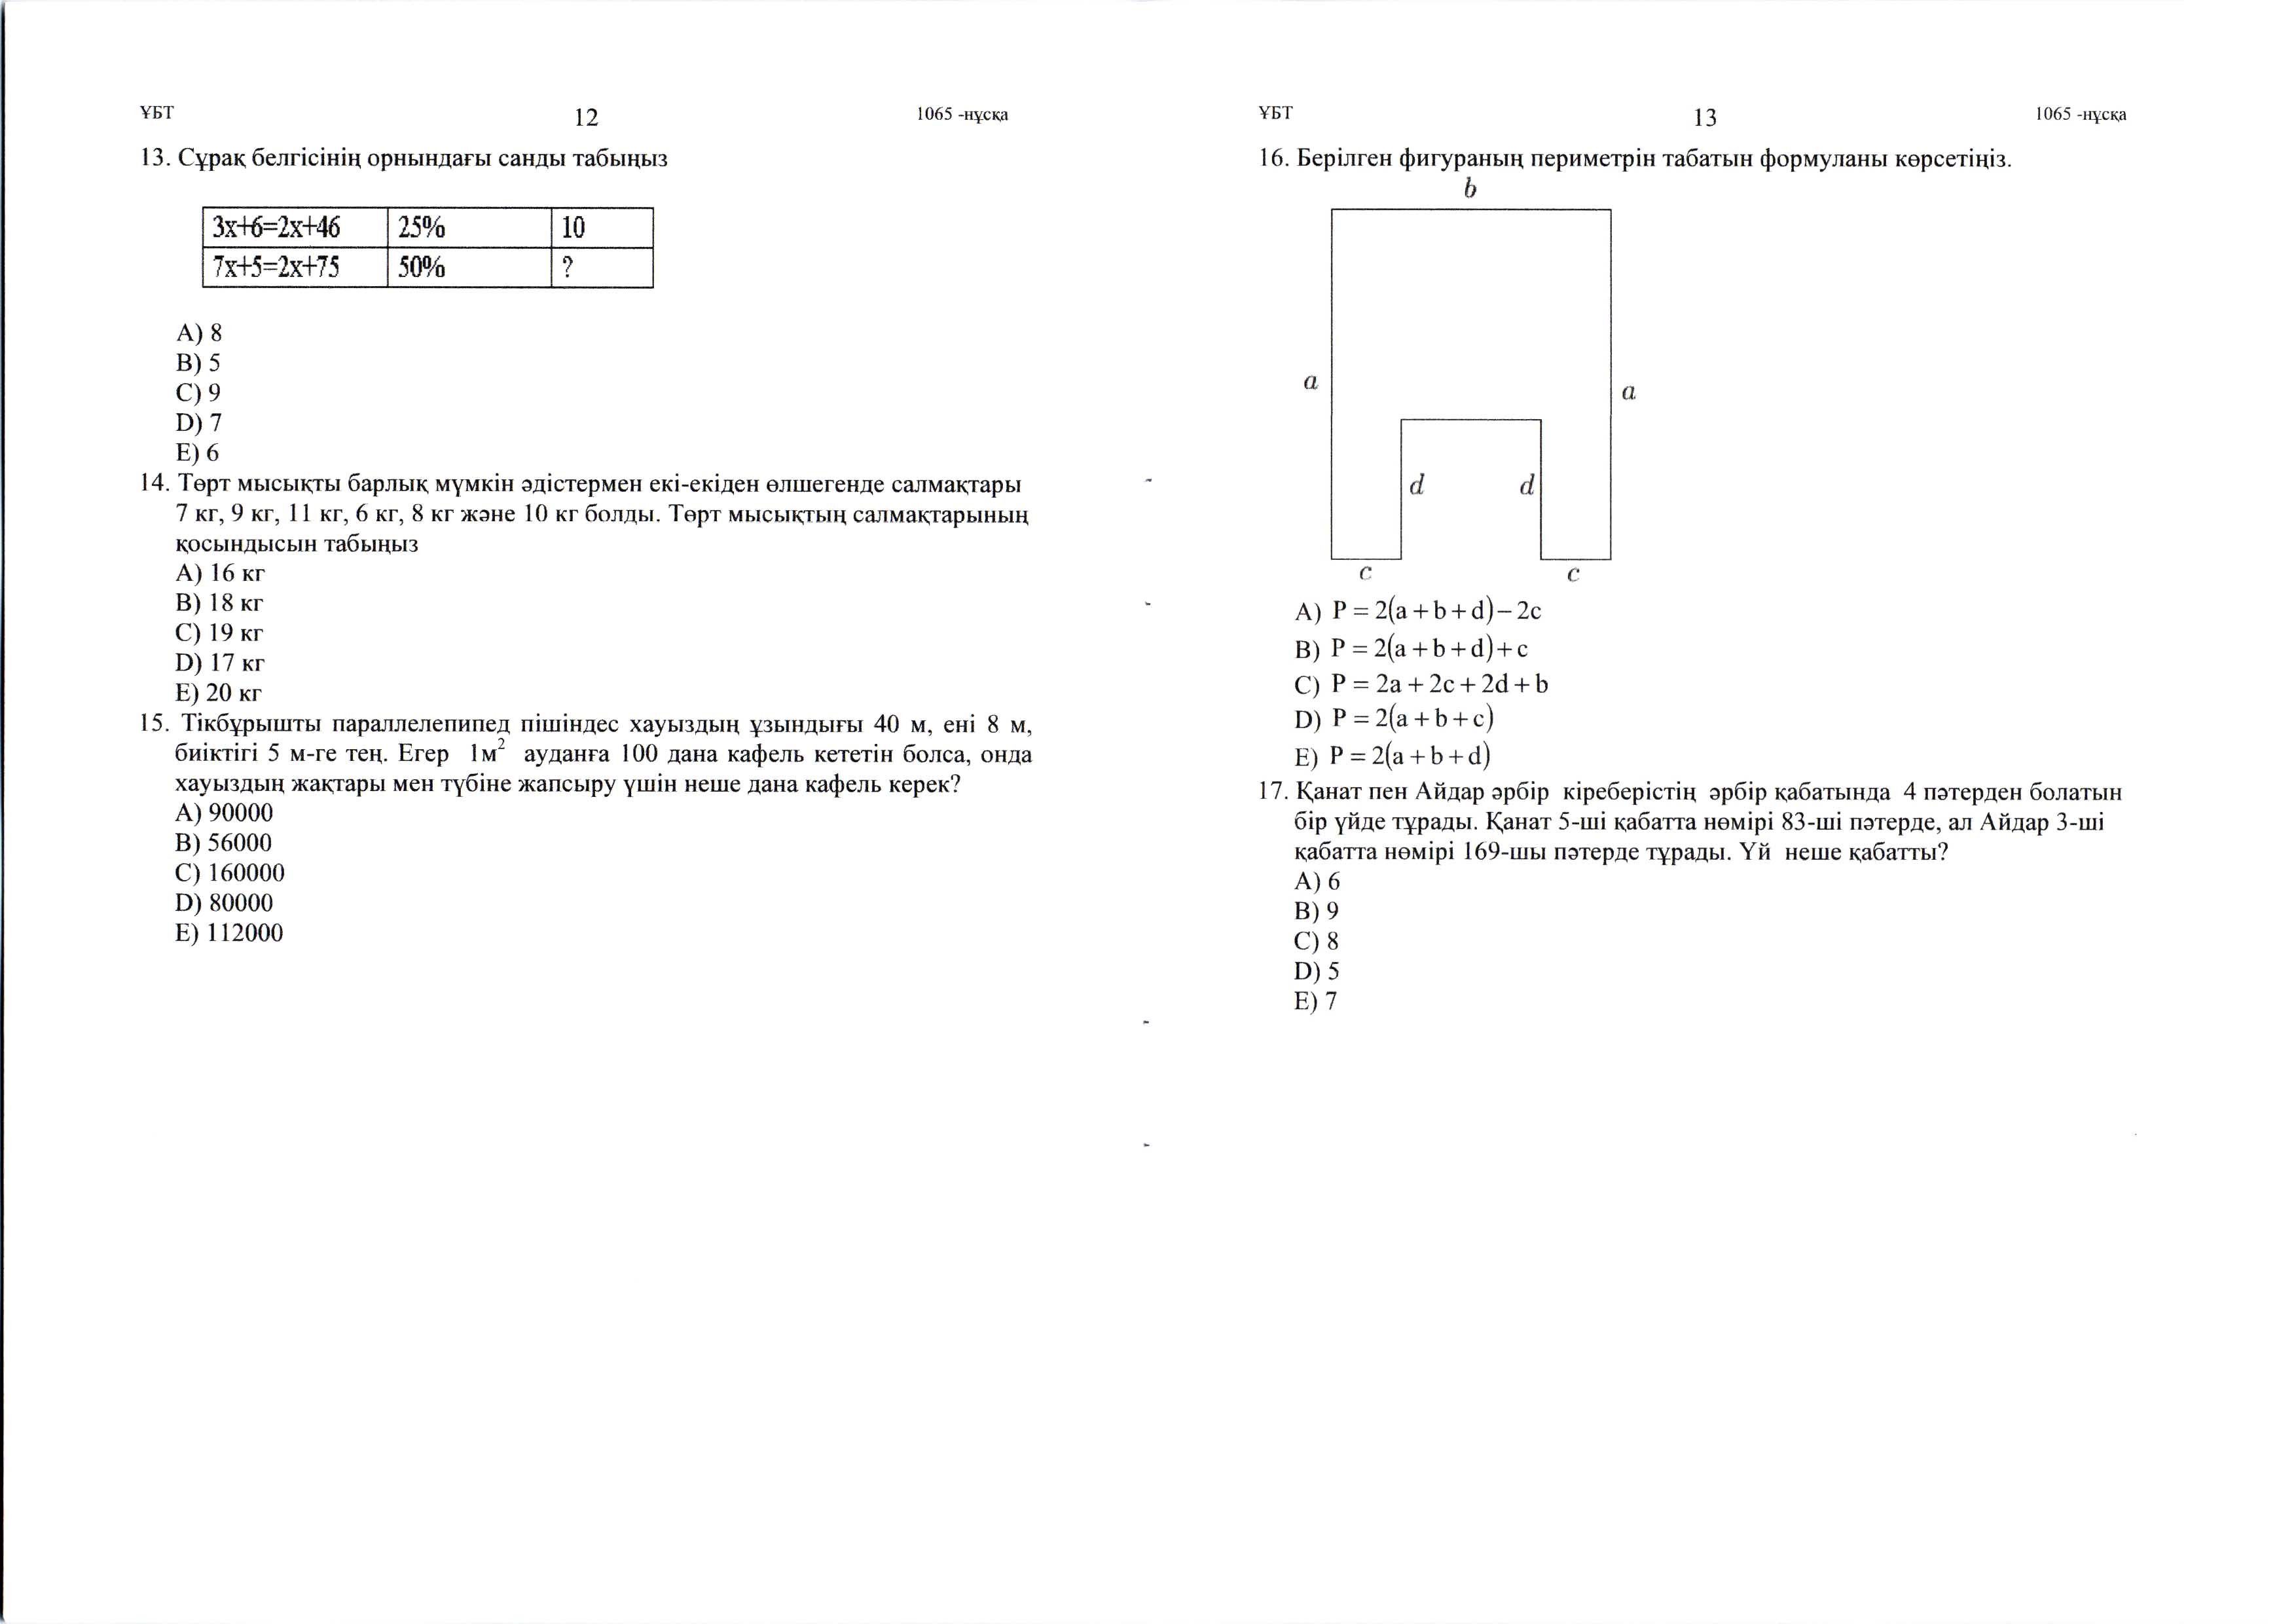 ҰБТ 12 1065 -нұсқа
13. Сұрақ белгісінің орнындағы санды табыңыз
3x+6=2x+46 25% 10
7x+5=2x+75 50% ?
A) 8
B) 5
C) 9
D) 7
E) 6
14. Төрт мысықты барлық мүмкін әдістермен екі-екіден өлшегенде салмақтары
7 кг, 9 кг, 11 кг, 6 кг, 8 кг және 10 кг болды. Төрт мысықтың салмақтарының
қосындысын табыңыз
A) 16 кг
B) 18 кг
C) 19 кг
D) 17 кг
E) 20 кг
15. Тікбұрышты параллелепипед пішіндес хауыздың ұзындығы 40 м, ені 8 м,
биіктігі 5 м-ге тең. Егер 1м² ауданға 100 дана кафель кететін болса, онда
хауыздың жақтары мен түбіне жапсыру үшін неше дана кафель керек?
A) 90000
B) 56000
C) 160000
D) 80000
E) 112000
ҰБТ 13 1065 -нұсқа
16. Берілген фигураның периметрін табатын формуланы көрсетіңіз.
b
a a
d d
c c
A) P = 2(a + b + d) − 2c
B) P = 2(a + b + d) + c
C) P = 2a + 2c + 2d + b
D) P = 2(a + b + c)
E) P = 2(a + b + d)
17. Қанат пен Айдар әрбір кіреберістің әрбір қабатында 4 пәтерден болатын
бір үйде тұрады. Қанат 5-ші қабатта нөмірі 83-ші пәтерде, ал Айдар 3-ші
қабатта нөмірі 169-шы пәтерде тұрады. Үй неше қабатты?
A) 6
B) 9
C) 8
D) 5
E) 7